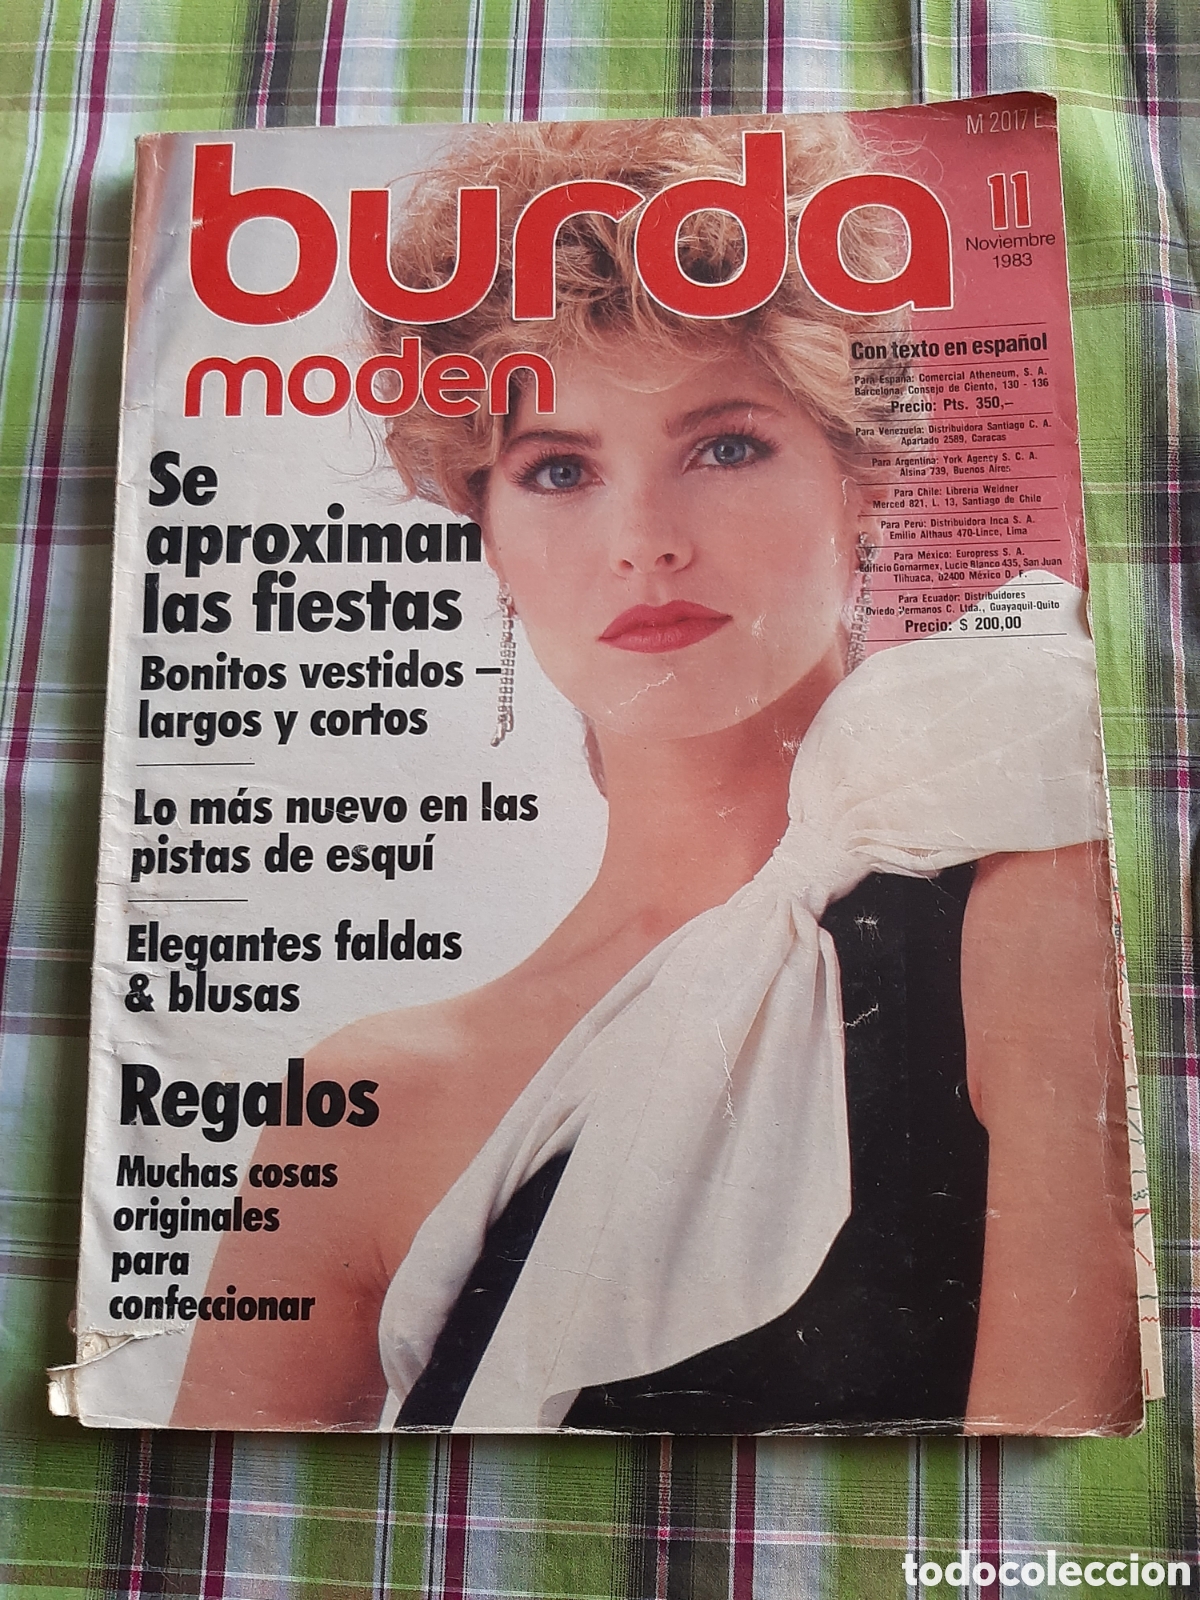 M 2017 E
burda
moden
11
Noviembre
1983
Con texto en español
Para España: Comercial Atheneum, S. A.
Barcelona, Consejo de Ciento, 130 - 136
Precio: Pts. 350,–
Para Venezuela: Distribuidora Santiago C. A.
Apartado 2589, Caracas
Para Argentina: York Agency S. C. A.
Alsina 739, Buenos Aires
Para Chile: Libreria Weidner
Merced 821, L. 13, Santiago de Chile
Para Peru: Distribuidora Inca S. A.
Emilio Althaus 470-Lince, Lima
Para México: Europress S. A.
Edificio Gomarmex, Lucio Blanco 435, San Juan
Tlihuaca, 02400 México D. F.
Para Ecuador: Distribuidores
Oviedo Hermanos C. Ltda., Guayaquil-Quito
Precio: $ 200,00
Se
aproximan
las fiestas
Bonitos vestidos –
largos y cortos
Lo más nuevo en las
pistas de esquí
Elegantes faldas
& blusas
Regalos
Muchas cosas
originales
para
confeccionar
todocoleccion